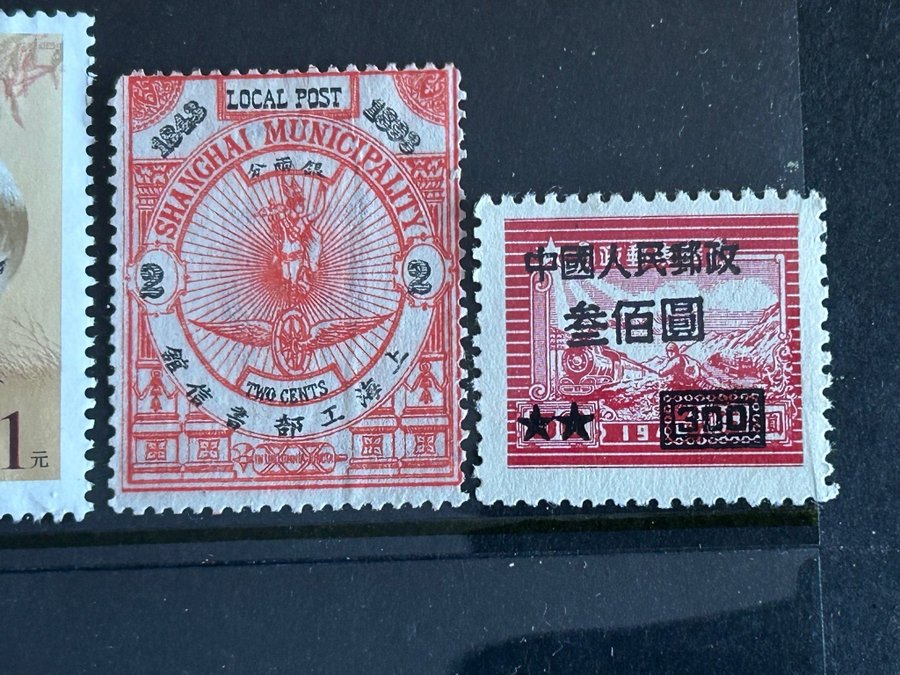 LOCAL POST
1843
1893
SHANGHAI MUNICIPALITY
銀兩分
2
2
TWO CENTS
上海工部書信館
中國人民郵政
叁佰圓
★★
300
圓
1元